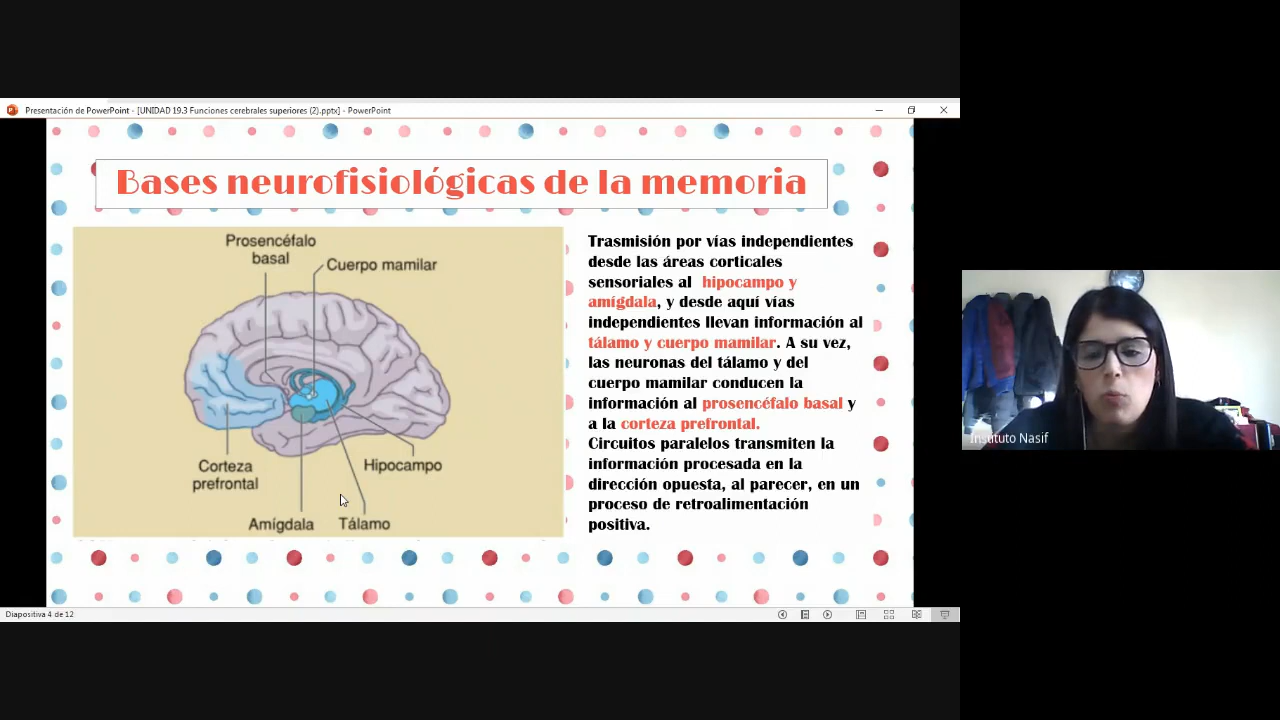 Presentación de PowerPoint - [UNIDAD 19.3 Funciones cerebrales superiores (2).pptx] - PowerPoint
Bases neurofisiológicas de la memoria
Prosencéfalo
basal
Cuerpo mamilar
Corteza
prefrontal
Hipocampo
Amígdala
Tálamo
Trasmisión por vías independientes
desde las áreas corticales
sensoriales al hipocampo y
amígdala, y desde aquí vías
independientes llevan información al
tálamo y cuerpo mamilar. A su vez,
las neuronas del tálamo y del
cuerpo mamilar conducen la
información al prosencéfalo basal y
a la corteza prefrontal.
Circuitos paralelos transmiten la
información procesada en la
dirección opuesta, al parecer, en un
proceso de retroalimentación
positiva.
Instituto Nasif
Diapositiva 4 de 12